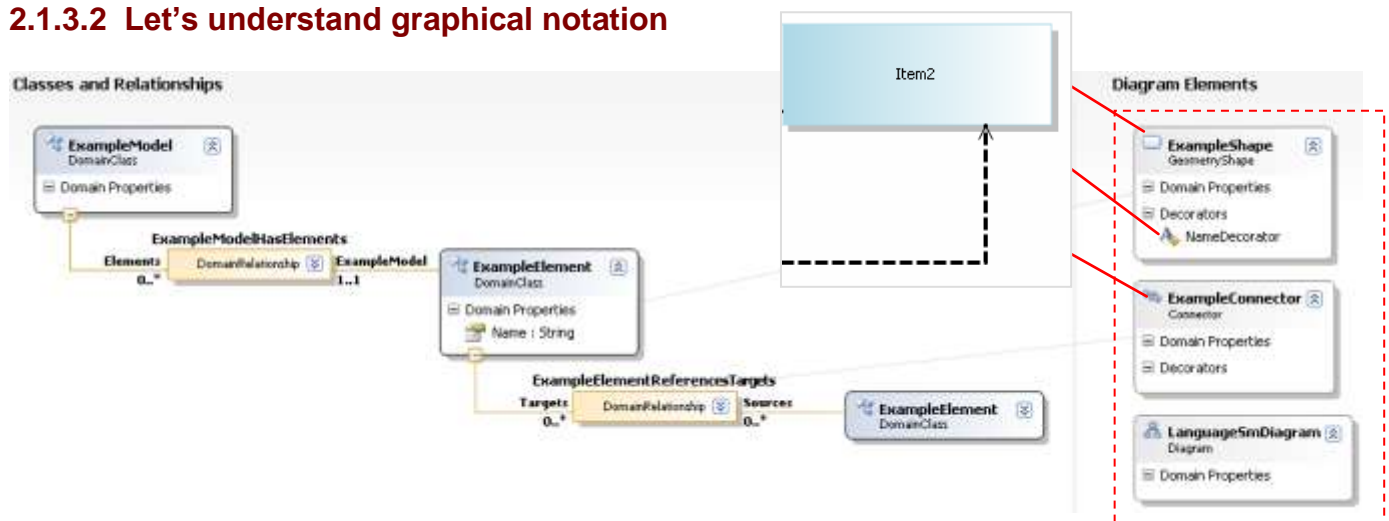 2.1.3.2 Let’s understand graphical notation
Classes and Relationships
ExampleModel
DomainClass
Domain Properties
ExampleModelHasElements
Elements
DomainRelationship
ExampleModel
0..*
1..1
ExampleElement
DomainClass
Domain Properties
Name : String
ExampleElementReferencesTargets
Targets
DomainRelationship
Sources
0..*
0..*
ExampleElement
DomainClass
Item2
Diagram Elements
ExampleShape
GeometryShape
Domain Properties
Decorators
NameDecorator
ExampleConnector
Connector
Domain Properties
Decorators
LanguageSmDiagram
Diagram
Domain Properties